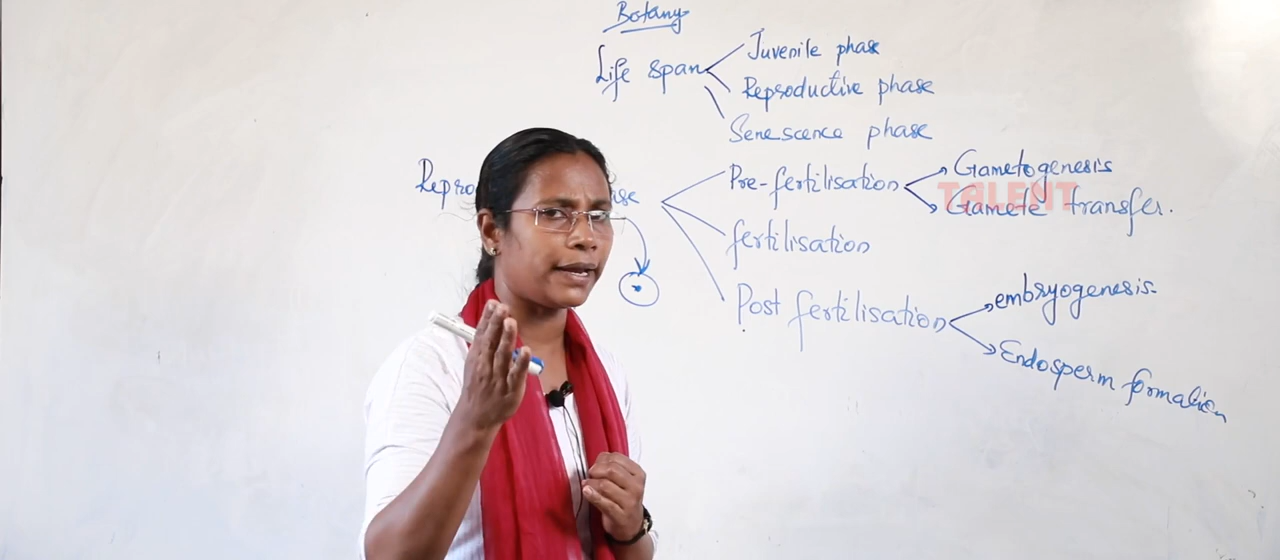 Botany
Life span
Juvenile phase
Reproductive phase
Senescence phase
Pre-fertilisation
Gametogenesis
TALENT
Gamete transfer.
fertilisation
Post fertilisation
embryogenesis.
Endosperm formation